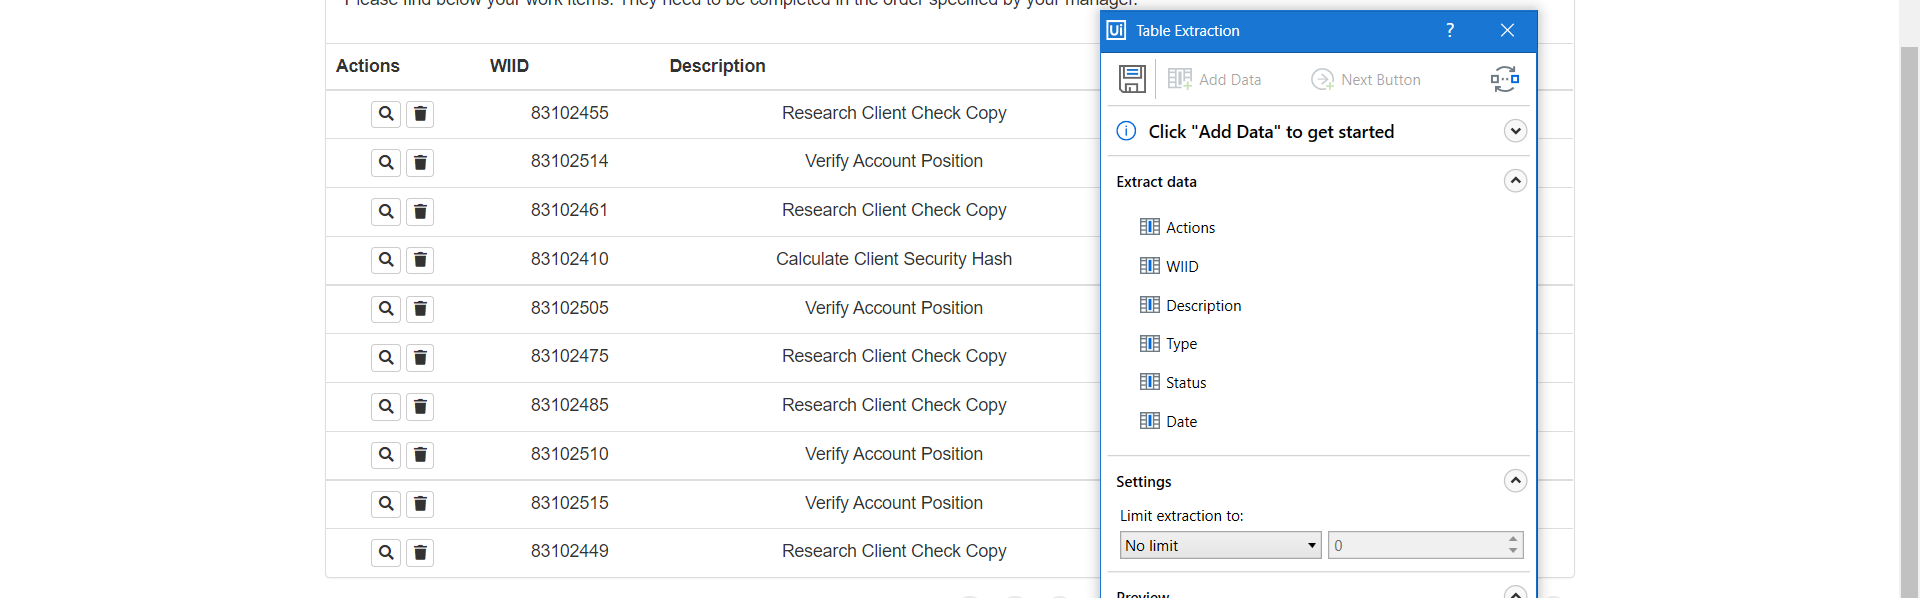 Please find below your work items. They need to be completed in the order specified by your manager.
Actions WIID Description
83102455 Research Client Check Copy
83102514 Verify Account Position
83102461 Research Client Check Copy
83102410 Calculate Client Security Hash
83102505 Verify Account Position
83102475 Research Client Check Copy
83102485 Research Client Check Copy
83102510 Verify Account Position
83102515 Verify Account Position
83102449 Research Client Check Copy
Ui Table Extraction ?
Add Data Next Button
Click "Add Data" to get started
Extract data
Actions
WIID
Description
Type
Status
Date
Settings
Limit extraction to:
No limit 0
Preview